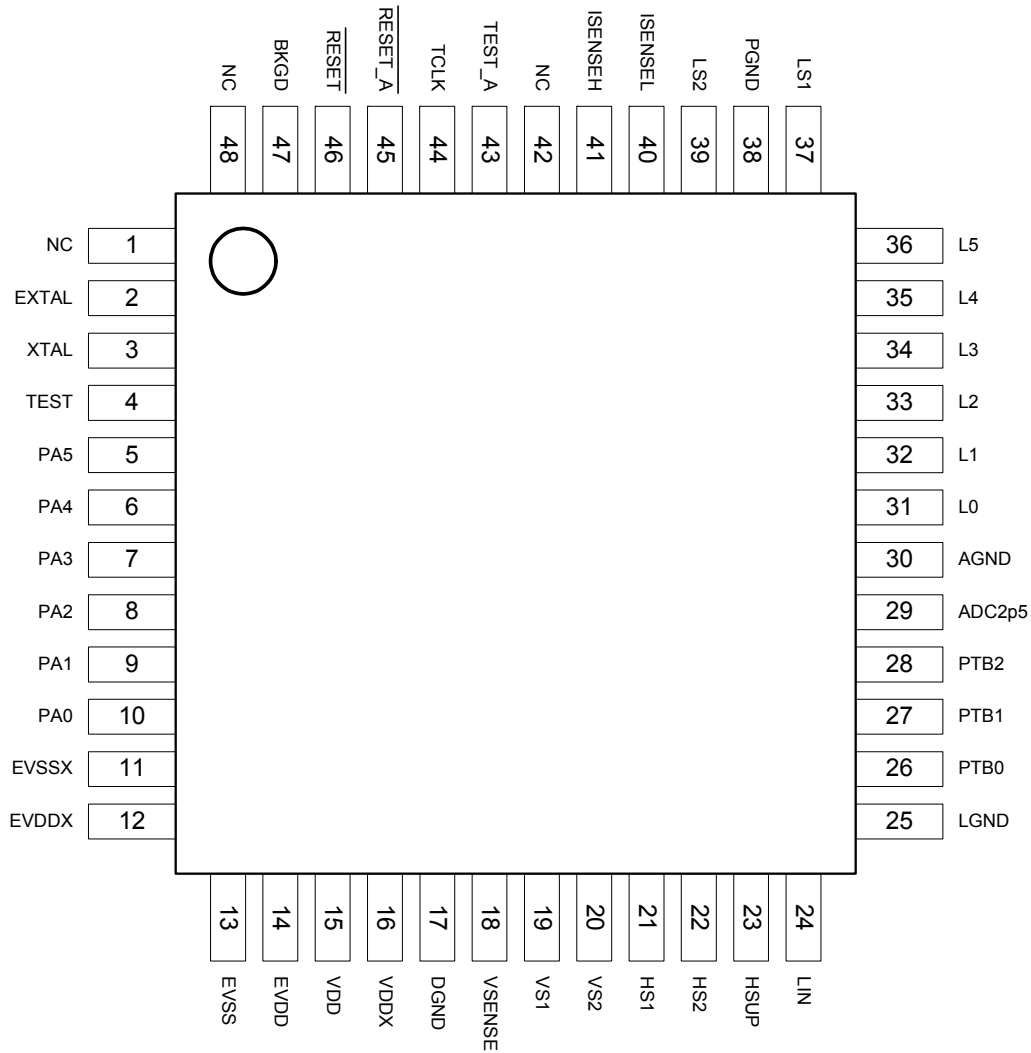 NC
BKGD
RESET
RESET_A
TCLK
TEST_A
NC
ISENSEH
ISENSEL
LS2
PGND
LS1
48
47
46
45
44
43
42
41
40
39
38
37
NC 1
EXTAL 2
XTAL 3
TEST 4
PA5 5
PA4 6
PA3 7
PA2 8
PA1 9
PA0 10
EVSSX 11
EVDDX 12
36 L5
35 L4
34 L3
33 L2
32 L1
31 L0
30 AGND
29 ADC2p5
28 PTB2
27 PTB1
26 PTB0
25 LGND
13
14
15
16
17
18
19
20
21
22
23
24
EVSS
EVDD
VDD
VDDX
DGND
VSENSE
VS1
VS2
HS1
HS2
HSUP
LIN